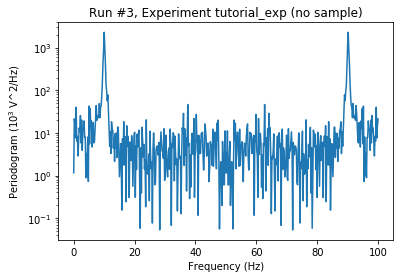 Run #3, Experiment tutorial_exp (no sample)
Periodogram (10³ V^2/Hz)
10³
10²
10¹
10⁰
10⁻¹
0 20 40 60 80 100
Frequency (Hz)